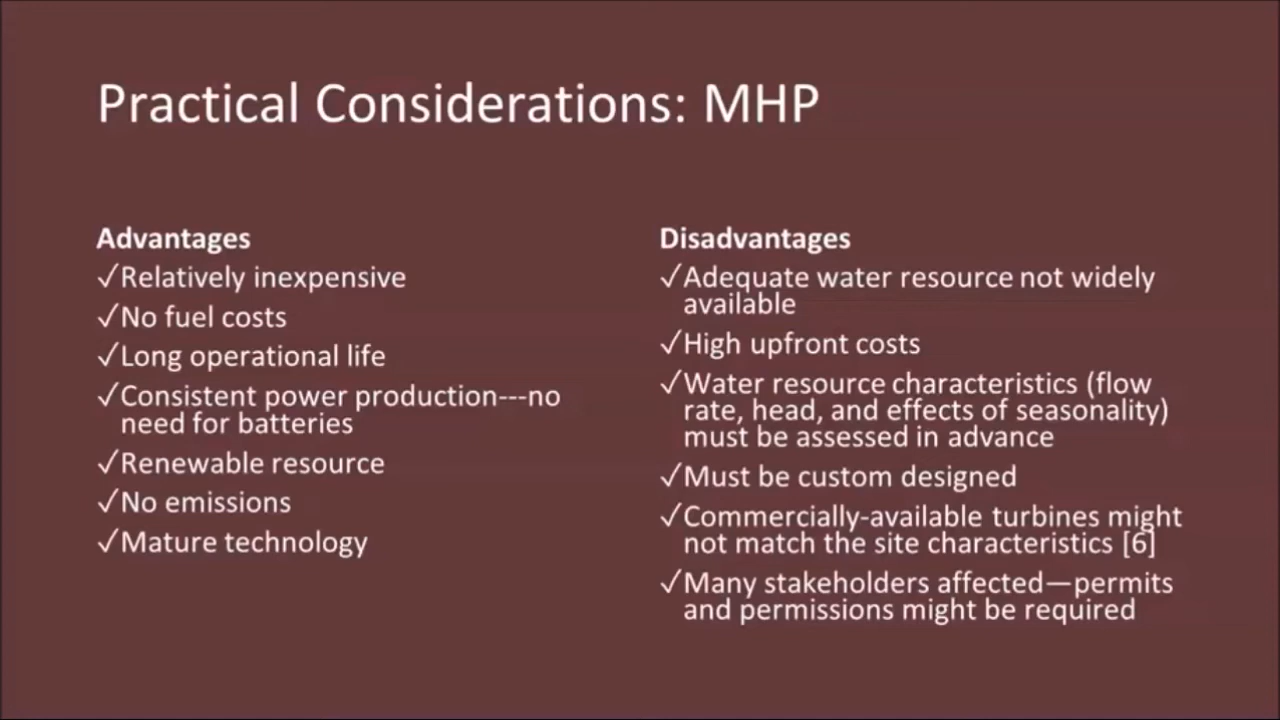 Practical Considerations: MHP
Advantages
✓Relatively inexpensive
✓No fuel costs
✓Long operational life
✓Consistent power production---no
need for batteries
✓Renewable resource
✓No emissions
✓Mature technology
Disadvantages
✓Adequate water resource not widely
available
✓High upfront costs
✓Water resource characteristics (flow
rate, head, and effects of seasonality)
must be assessed in advance
✓Must be custom designed
✓Commercially-available turbines might
not match the site characteristics [6]
✓Many stakeholders affected—permits
and permissions might be required